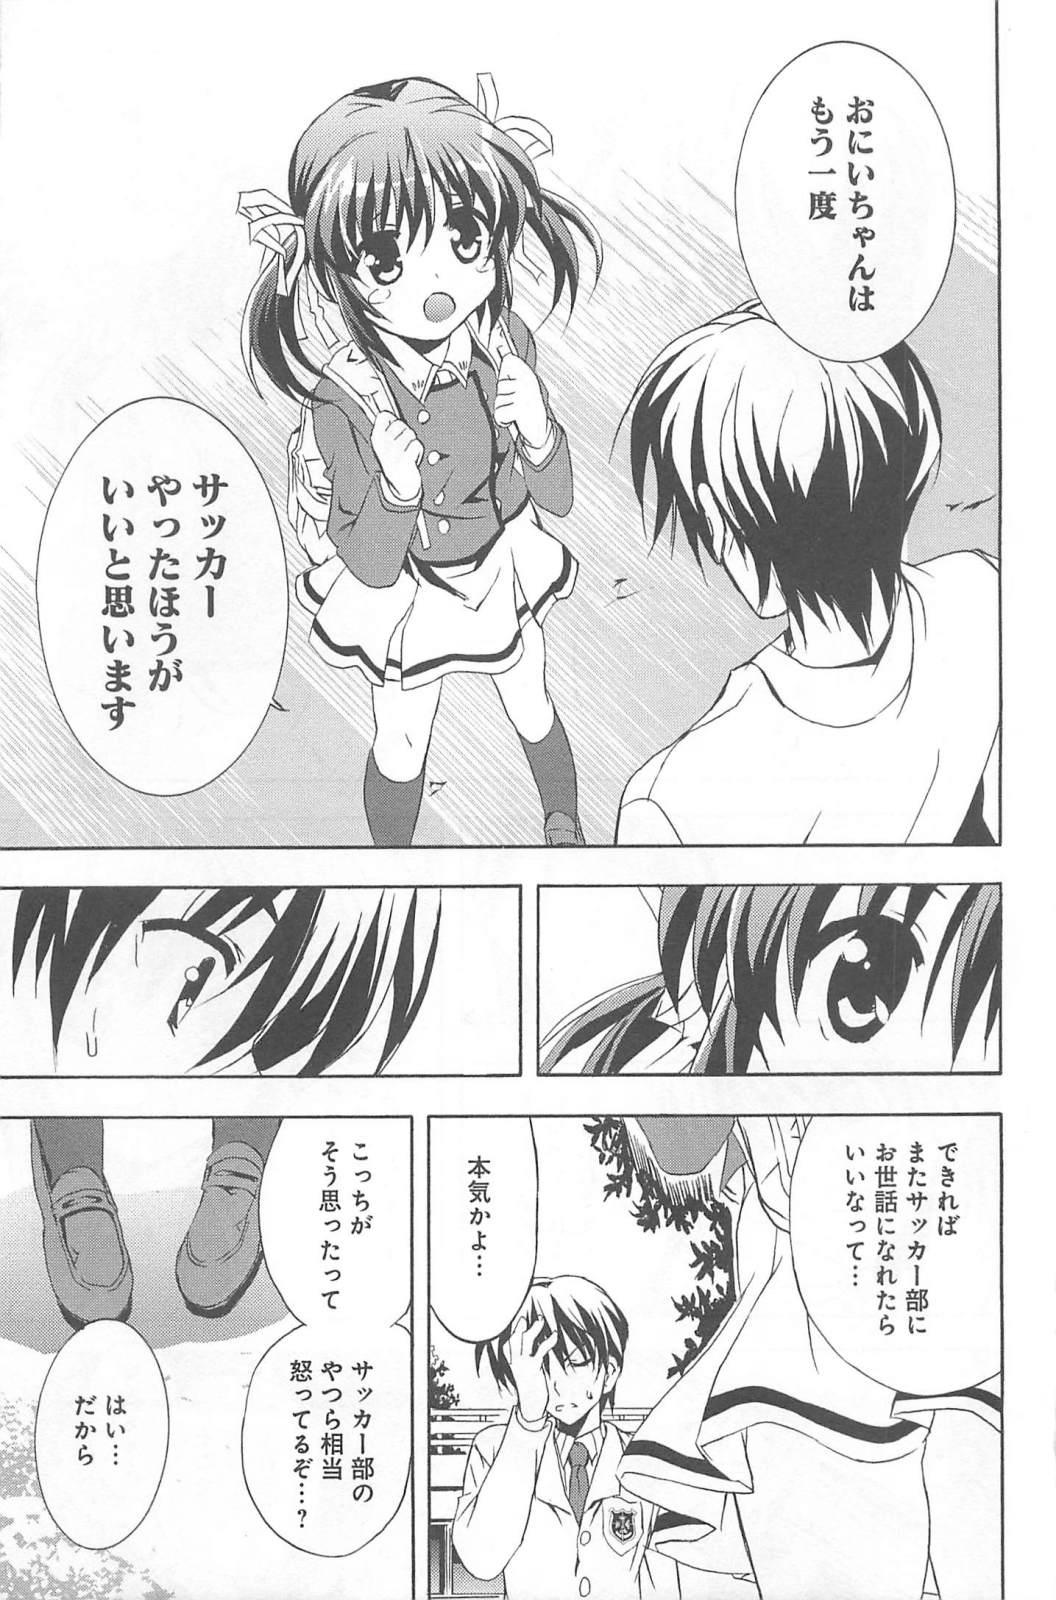 おにいちゃんは
もう一度
サッカー
やったほうが
いいと思います
できれば
またサッカー部に
お世話になれたら
いいなって…
本気かよ…
こっちが
そう思ったって
サッカー部の
やつら相当
怒ってるぞ…？
はい…
だから